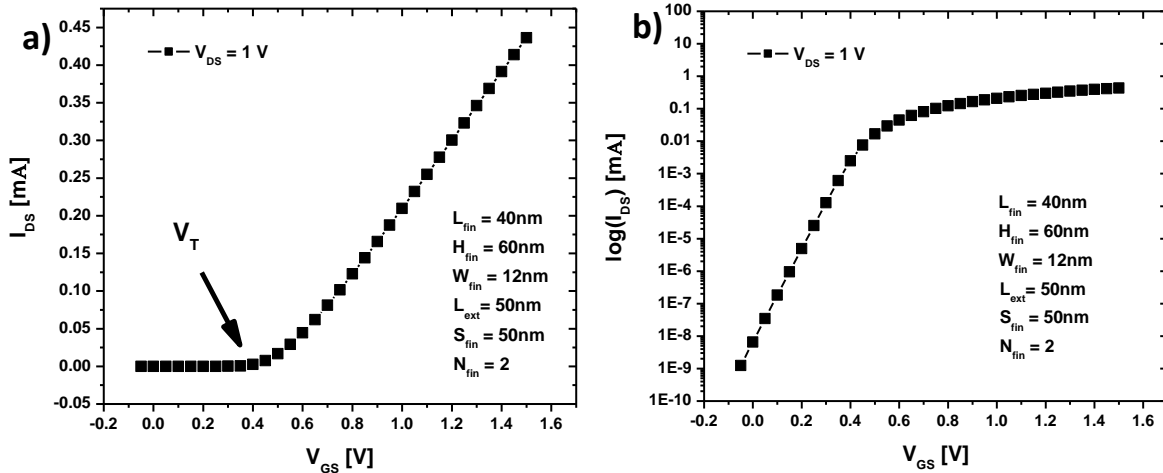 a)
V_DS = 1 V
V_T
I_DS [mA]
0.45
0.40
0.35
0.30
0.25
0.20
0.15
0.10
0.05
0.00
-0.05
L_fin = 40nm
H_fin = 60nm
W_fin = 12nm
L_ext = 50nm
S_fin = 50nm
N_fin = 2
-0.2 0.0 0.2 0.4 0.6 0.8 1.0 1.2 1.4 1.6
V_GS [V]
b)
V_DS = 1 V
log(I_DS) [mA]
100
10
1
0.1
0.01
1E-3
1E-4
1E-5
1E-6
1E-7
1E-8
1E-9
1E-10
L_fin = 40nm
H_fin = 60nm
W_fin = 12nm
L_ext = 50nm
S_fin = 50nm
N_fin = 2
-0.2 0.0 0.2 0.4 0.6 0.8 1.0 1.2 1.4 1.6
V_GS [V]